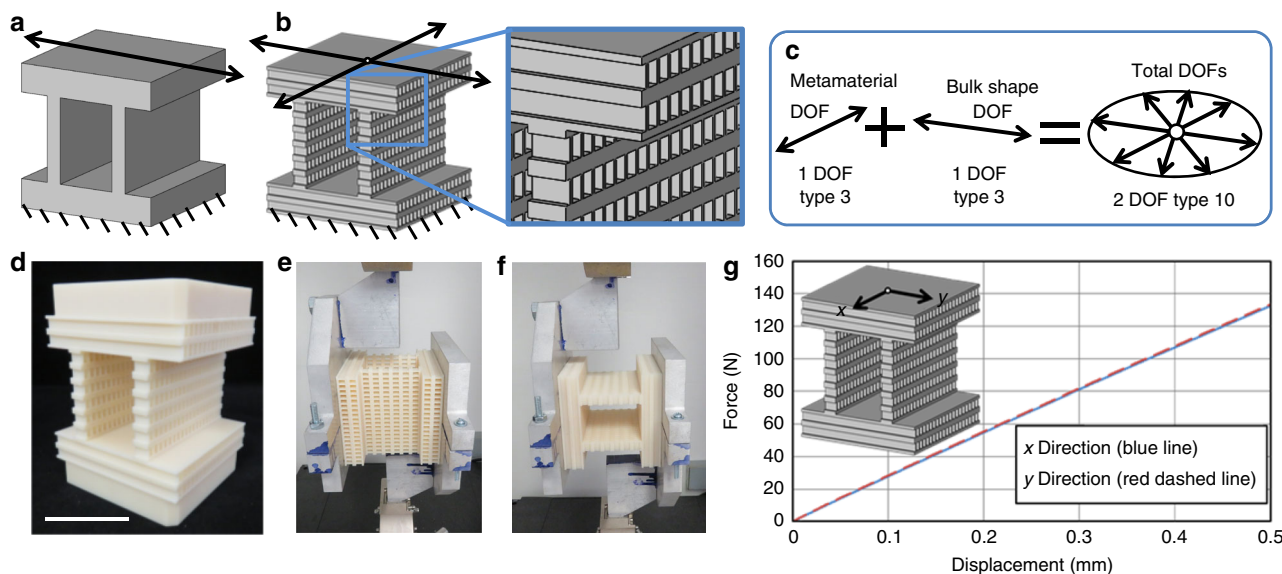 a
b
c
Metamaterial
DOF
Bulk shape
DOF
Total DOFs
+
=
1 DOF
type 3
1 DOF
type 3
2 DOF type 10
d
e
f
g
160
140
120
100
80
60
40
20
0
Force (N)
x
y
x Direction (blue line)
y Direction (red dashed line)
0
0.1
0.2
0.3
0.4
0.5
Displacement (mm)